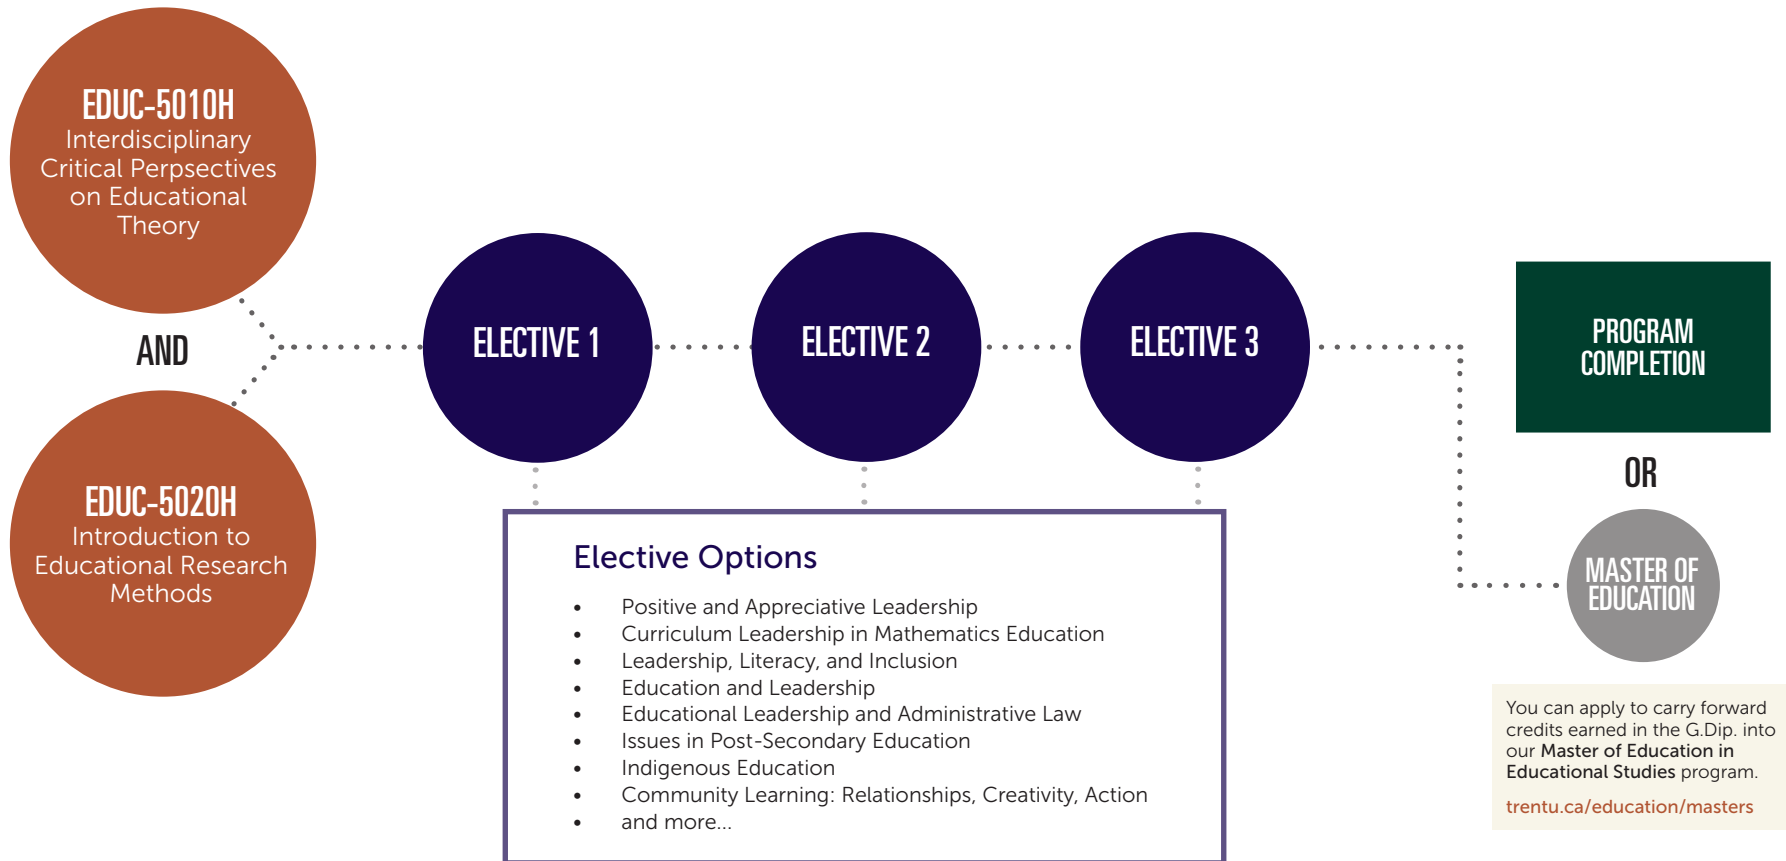 EDUC-5010H
Interdisciplinary
Critical Perpsectives
on Educational
Theory
AND
EDUC-5020H
Introduction to
Educational Research
Methods
ELECTIVE 1
ELECTIVE 2
ELECTIVE 3
Elective Options
• Positive and Appreciative Leadership
• Curriculum Leadership in Mathematics Education
• Leadership, Literacy, and Inclusion
• Education and Leadership
• Educational Leadership and Administrative Law
• Issues in Post-Secondary Education
• Indigenous Education
• Community Learning: Relationships, Creativity, Action
• and more...
PROGRAM
COMPLETION
OR
MASTER OF
EDUCATION
You can apply to carry forward
credits earned in the G.Dip. into
our Master of Education in
Educational Studies program.
trentu.ca/education/masters